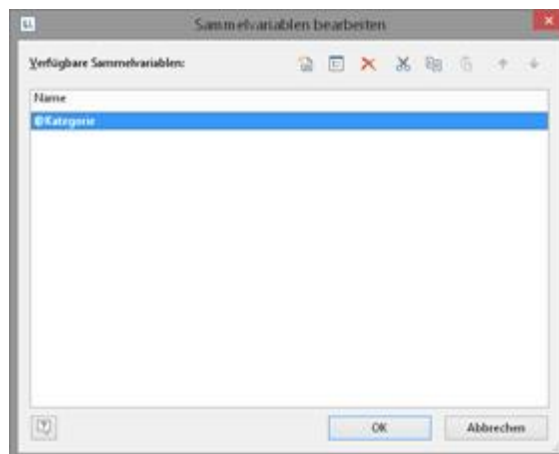 Sammelvariablen bearbeiten
Verfügbare Sammelvariablen:
Name
@Kategorie
OK
Abbrechen